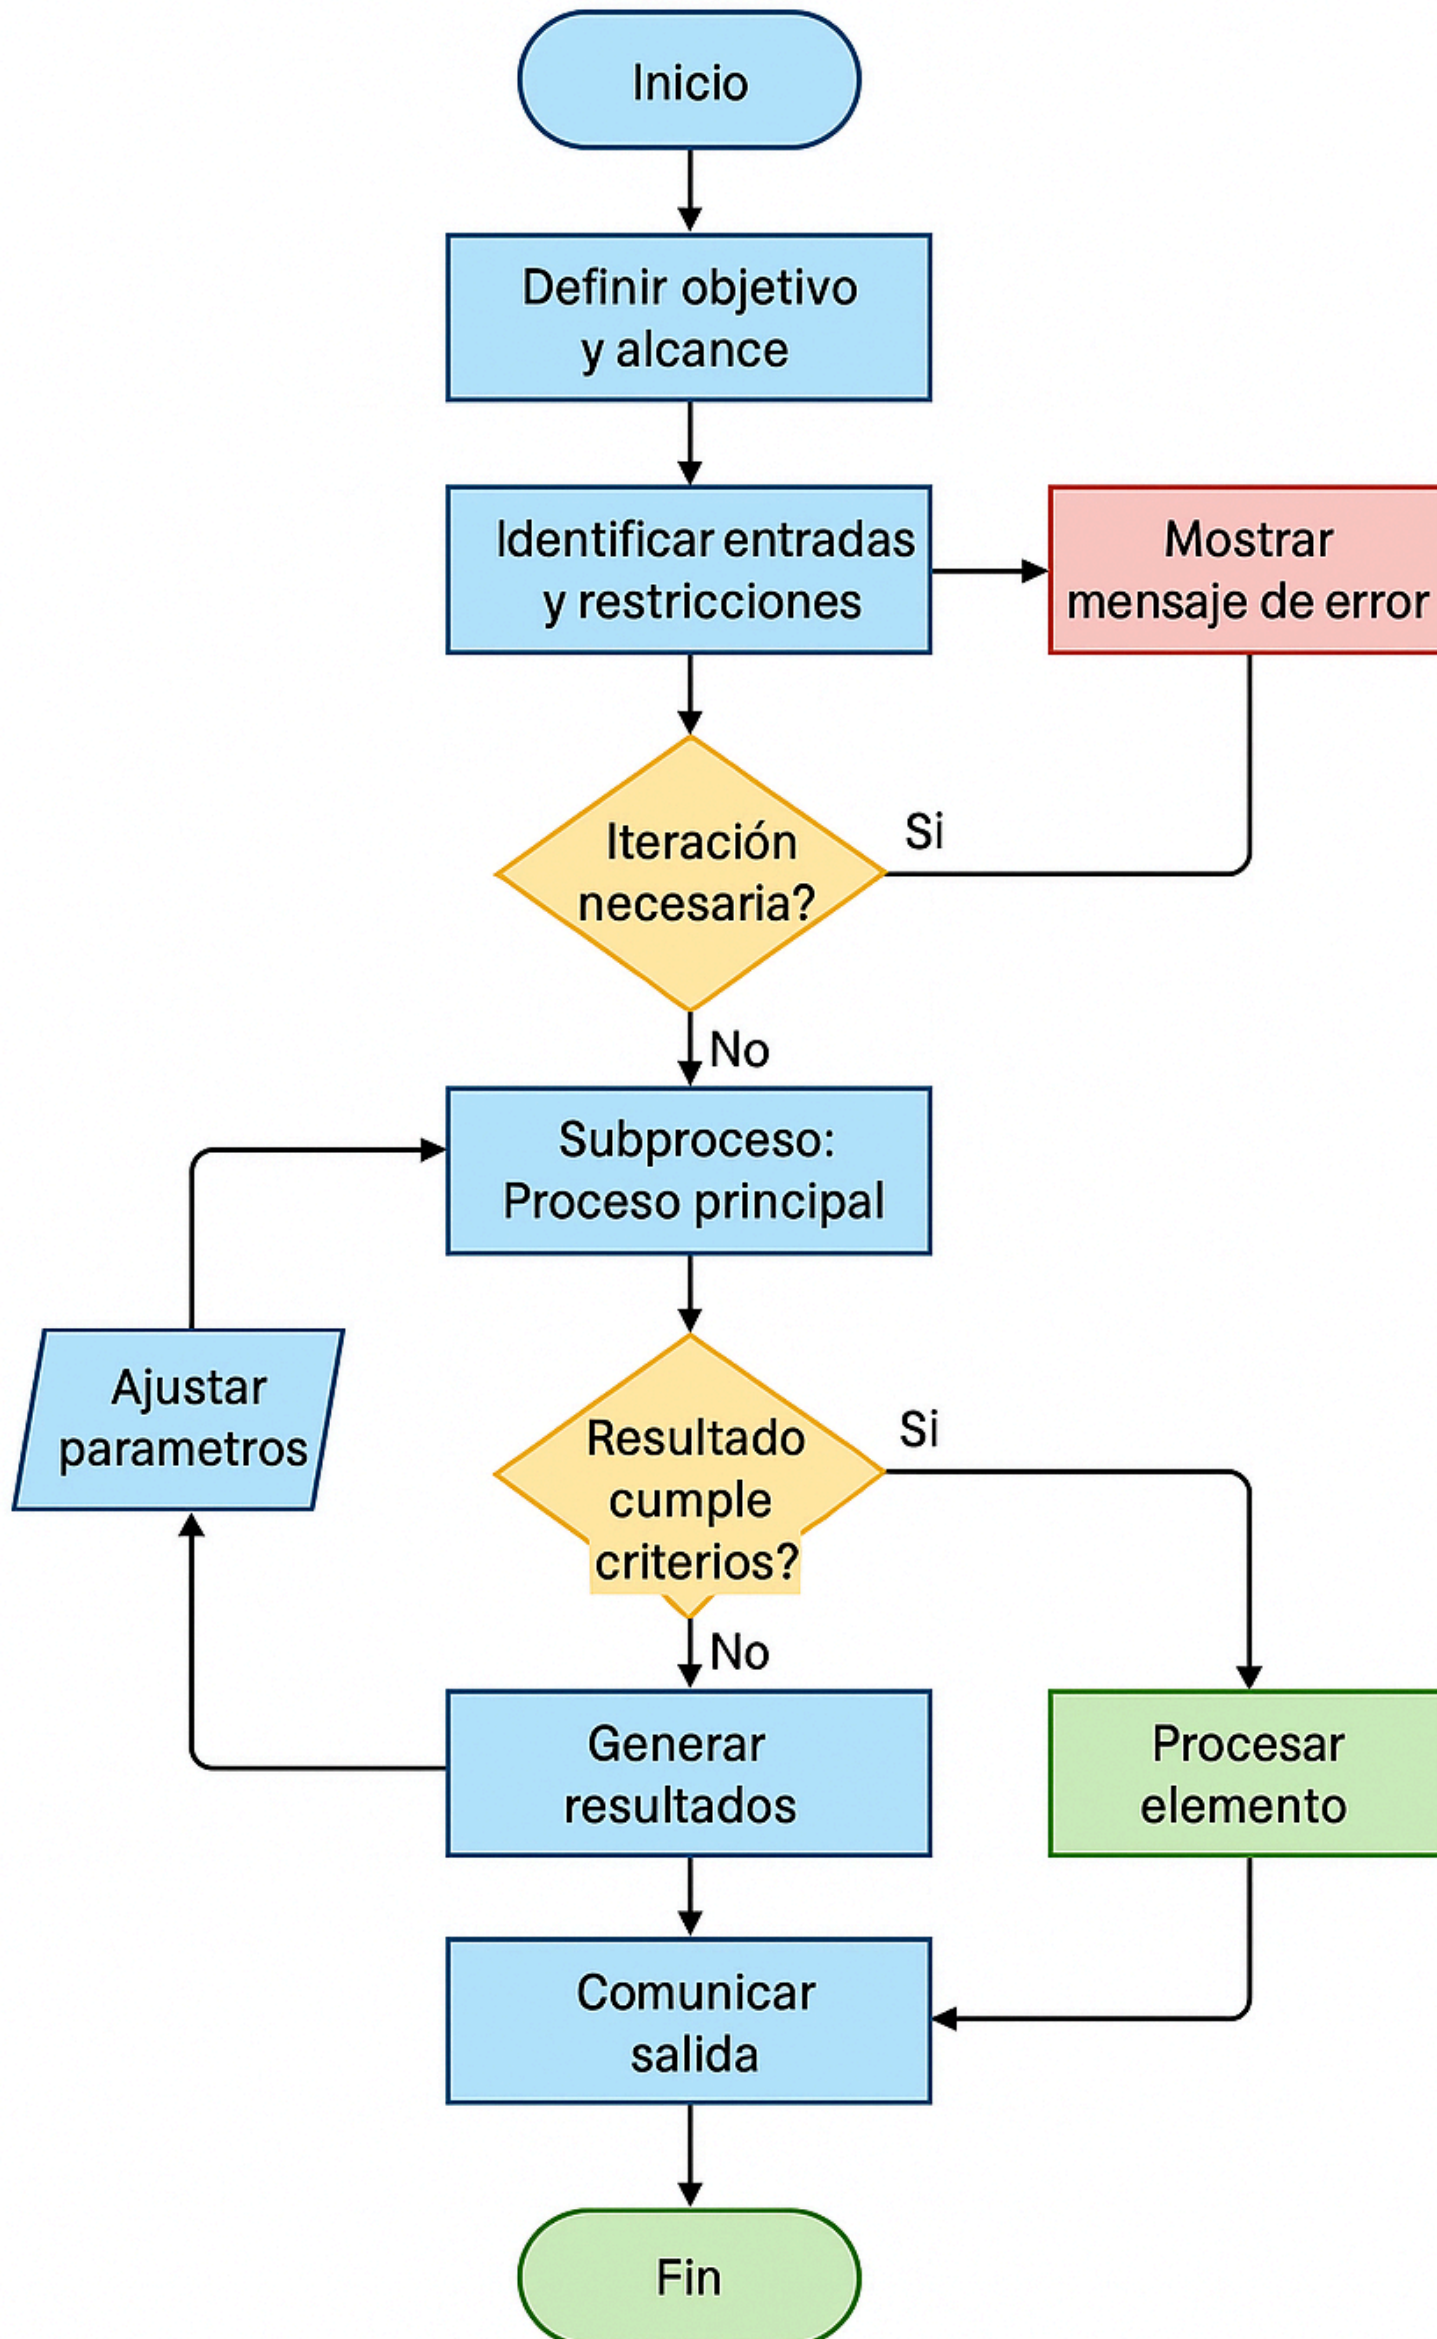 Inicio
Definir objetivo
y alcance
Identificar entradas
y restricciones
Mostrar
mensaje de error
Iteración
necesaria?
Si
No
Subproceso:
Proceso principal
Ajustar
parametros
Resultado
cumple
criterios?
Si
No
Generar
resultados
Procesar
elemento
Comunicar
salida
Fin